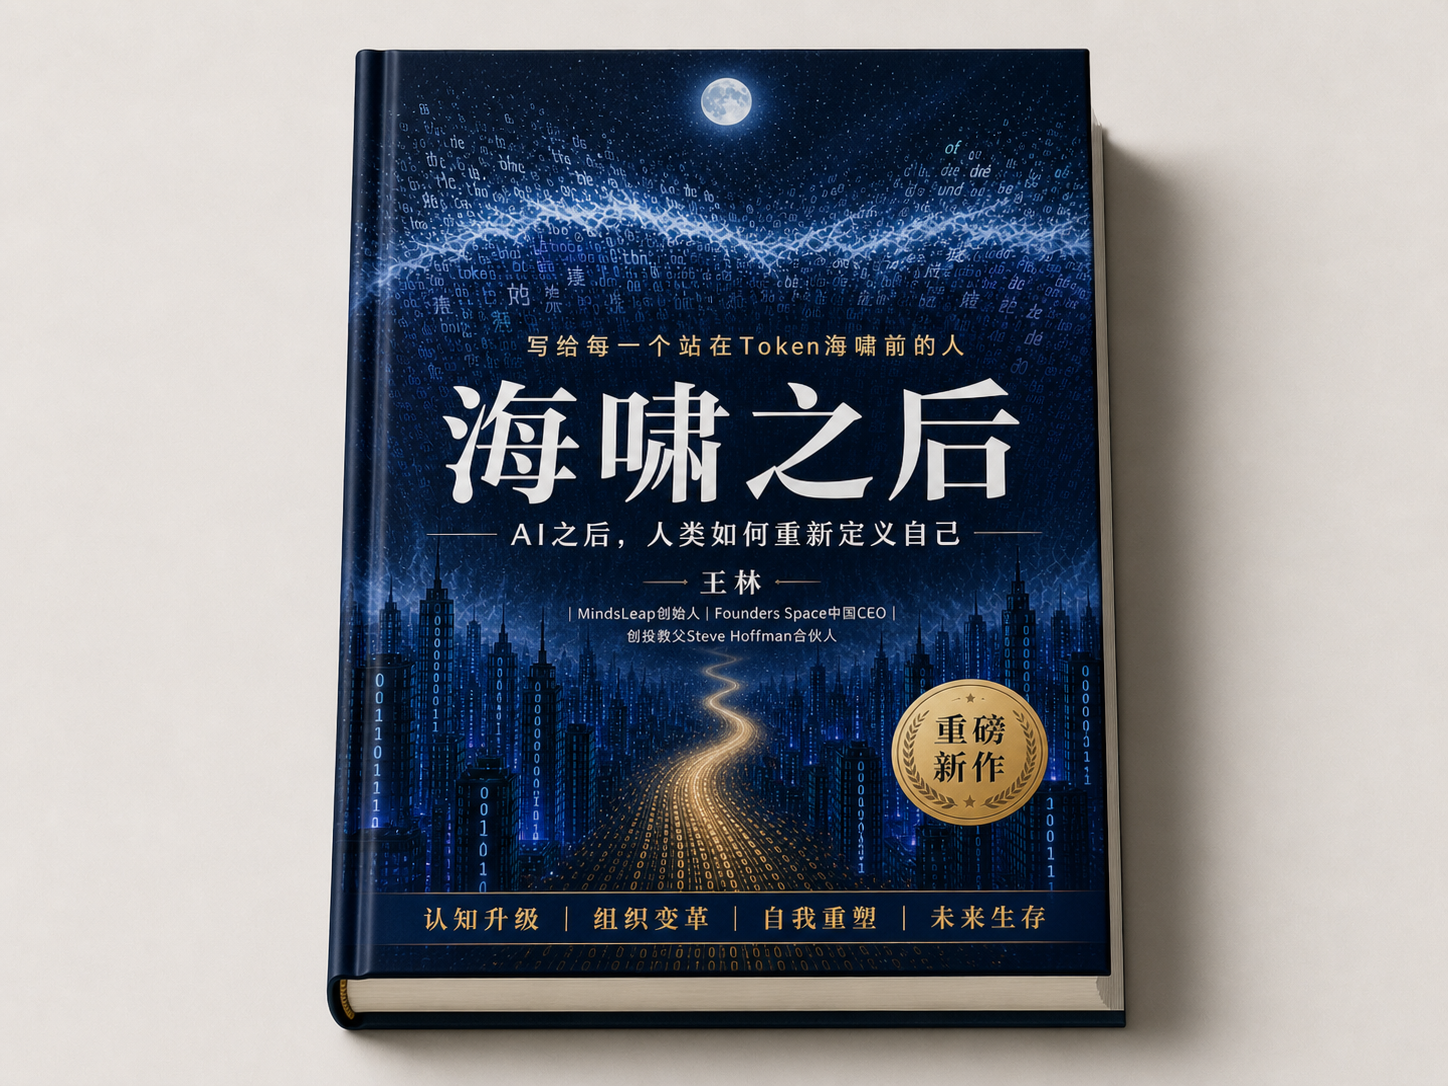 写给每一个站在Token海啸前的人
海啸之后
AI之后，人类如何重新定义自己
王林
| MindsLeap创始人 | Founders Space中国CEO |
创投教父Steve Hoffman合伙人
重磅
新作
认知升级 | 组织变革 | 自我重塑 | 未来生存